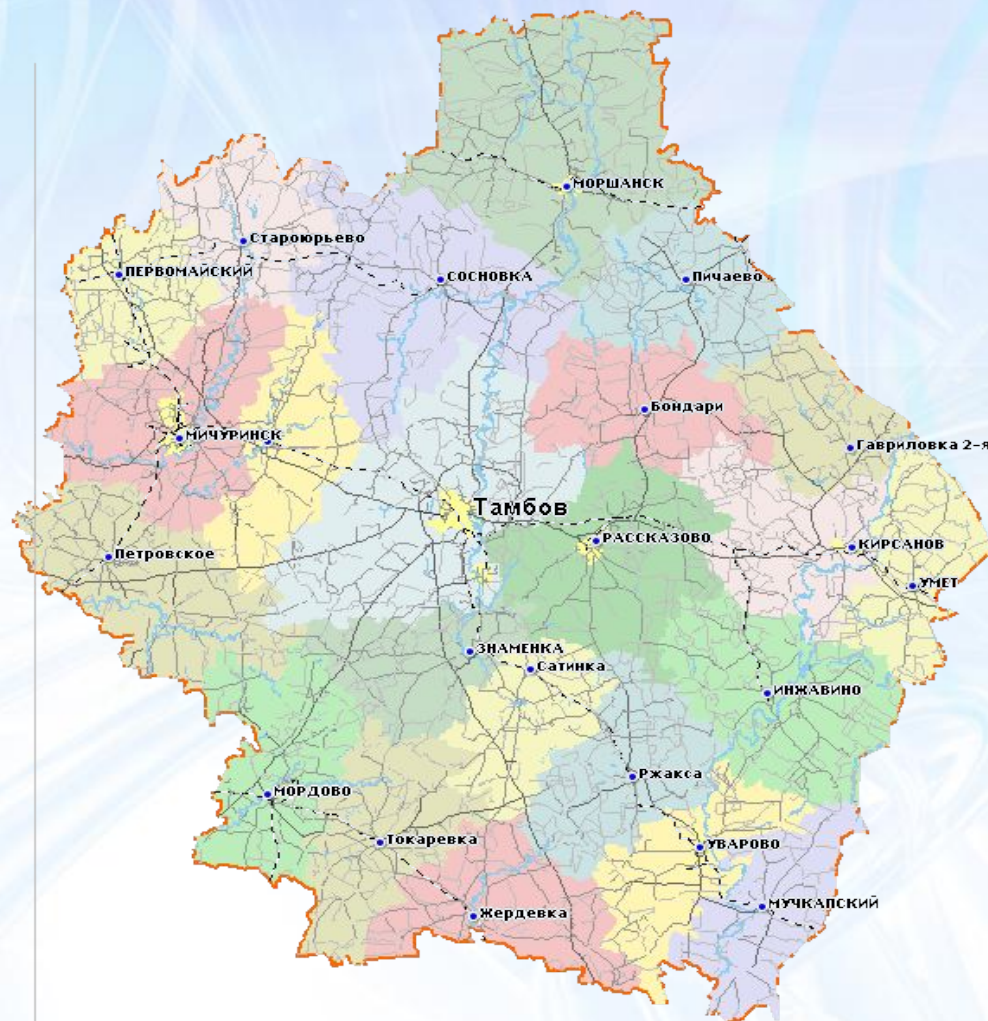 МОРШАНСК
Староюрьево
ПЕРВОМАЙСКИЙ
СОСНОВКА
Пичаево
Бондари
МИЧУРИНСК
Гавриловка 2-я
Тамбов
РАССКАЗОВО
КИРСАНОВ
Петровское
УМЕТ
ЗНАМЕНКА
Сатинка
ИНЖАВИНО
Ржакса
МОРДОВО
Токаревка
УВАРОВО
МУЧКАПСКИЙ
Жердевка